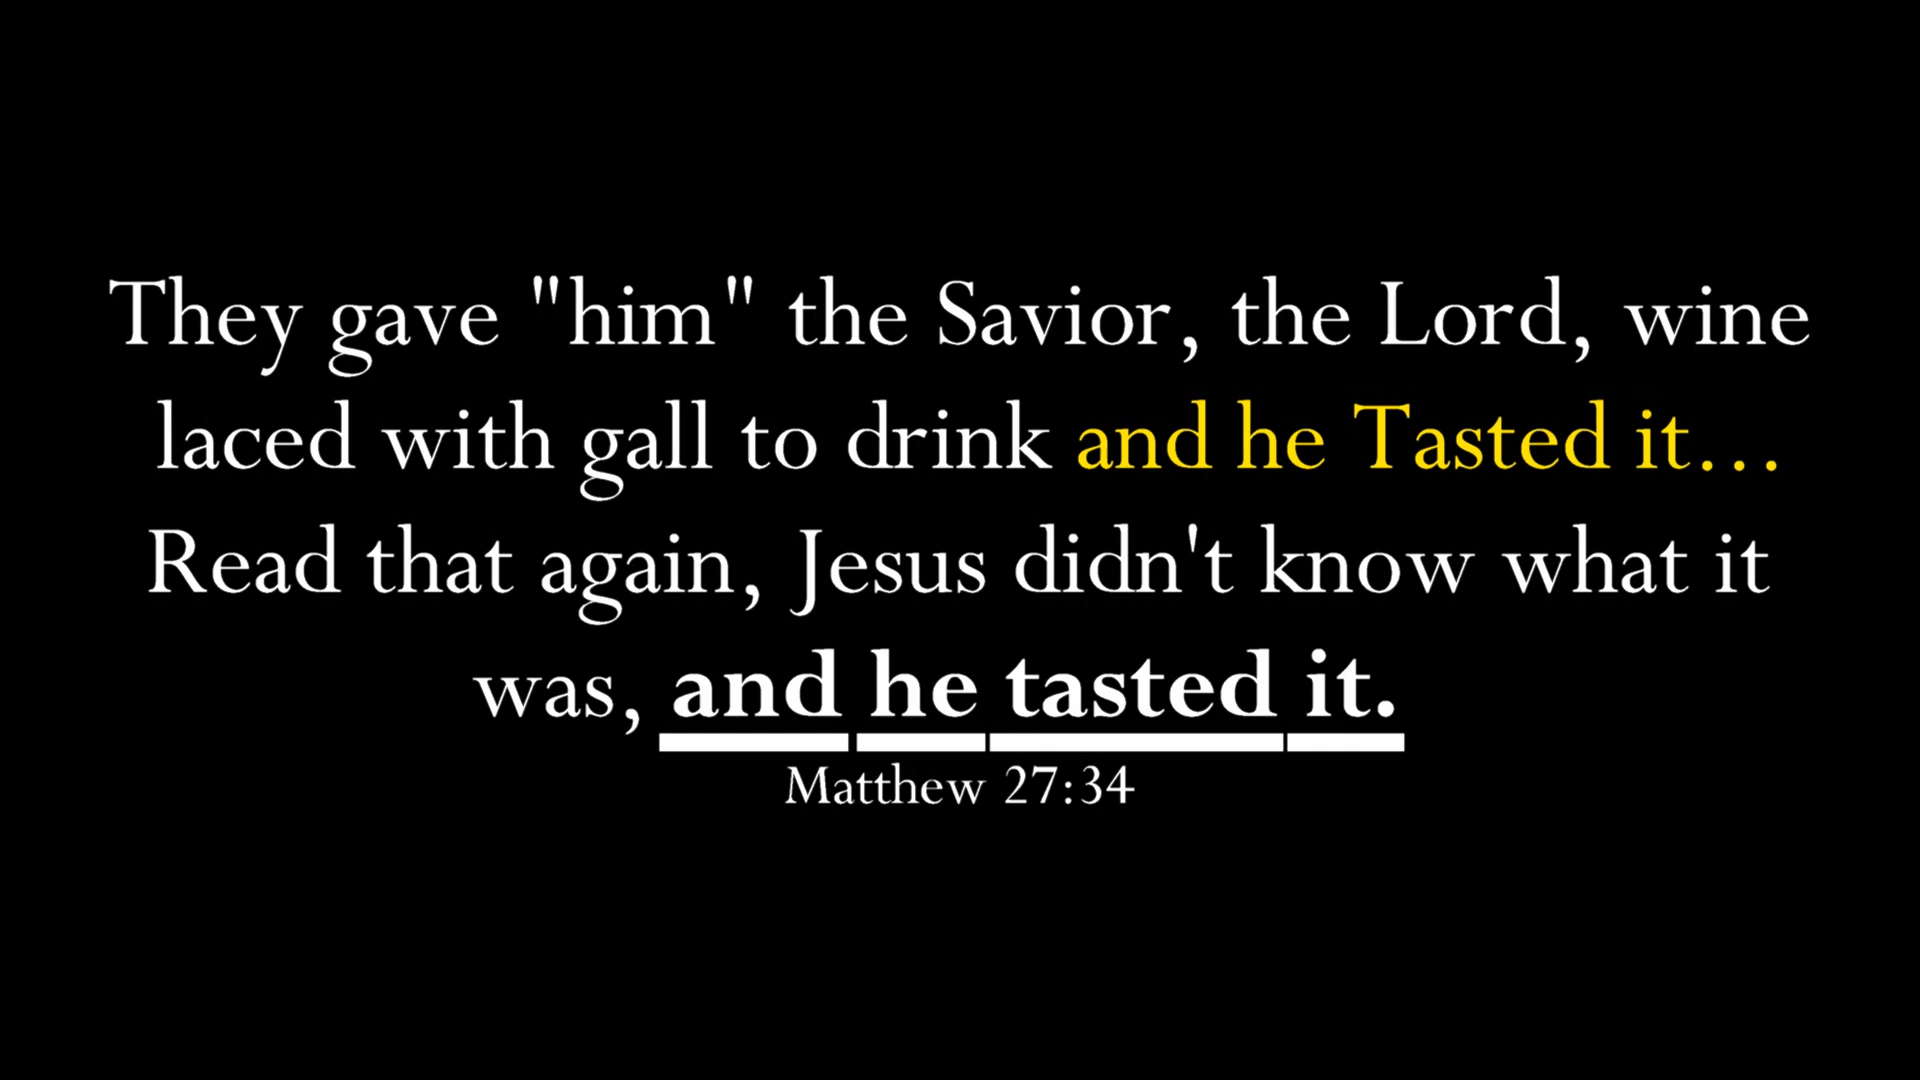 They gave "him" the Savior, the Lord, wine
laced with gall to drink and he Tasted it...
Read that again, Jesus didn't know what it
was, and he tasted it.
Matthew 27:34